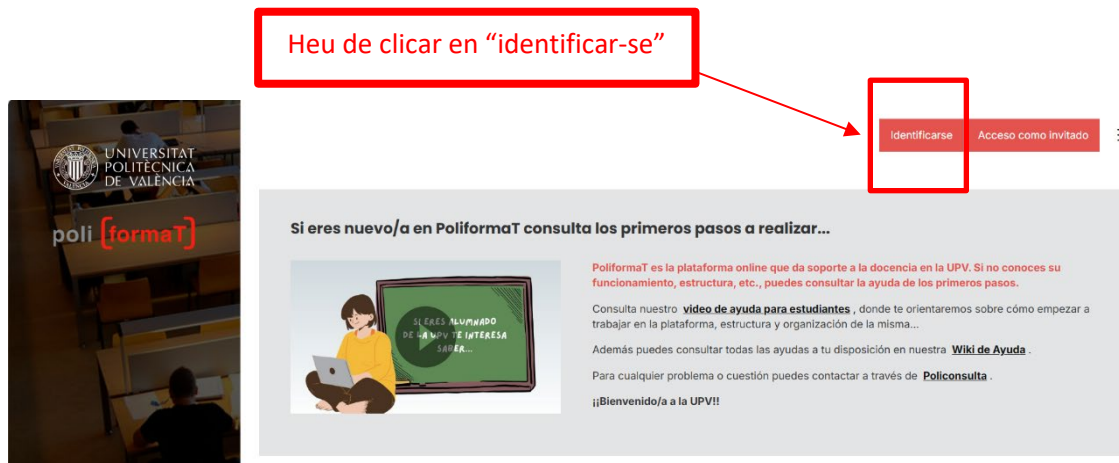 Heu de clicar en “identificar-se”
Identificarse
Acceso como invitado
UNIVERSITAT
POLITÈCNICA
DE VALÈNCIA
poli [formaT]
Si eres nuevo/a en PoliformaT consulta los primeros pasos a realizar...
SI ERES ALUMNADO
DE LA UPV TE INTERESA
SABER...
PoliformaT es la plataforma online que da soporte a la docencia en la UPV. Si no conoces su
funcionamiento, estructura, etc., puedes consultar la ayuda de los primeros pasos.
Consulta nuestro video de ayuda para estudiantes , donde te orientaremos sobre cómo empezar a
trabajar en la plataforma, estructura y organización de la misma...
Además puedes consultar todas las ayudas a tu disposición en nuestra Wiki de Ayuda .
Para cualquier problema o cuestión puedes contactar a través de Policonsulta .
¡¡Bienvenido/a a la UPV!!